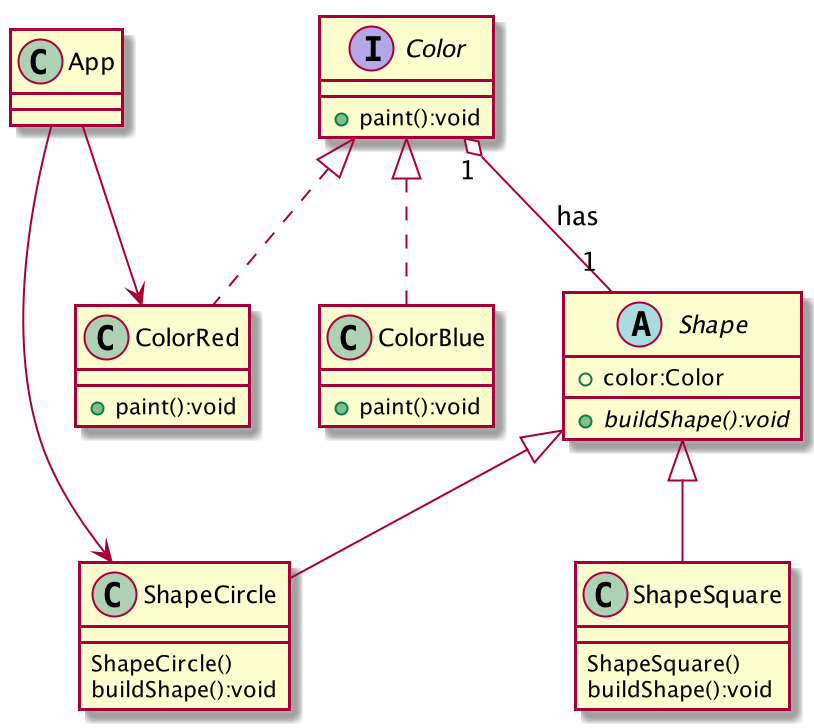 C App
I Color
paint():void
1
has
1
C ColorRed
paint():void
C ColorBlue
paint():void
A Shape
color:Color
buildShape():void
C ShapeCircle
ShapeCircle()
buildShape():void
C ShapeSquare
ShapeSquare()
buildShape():void